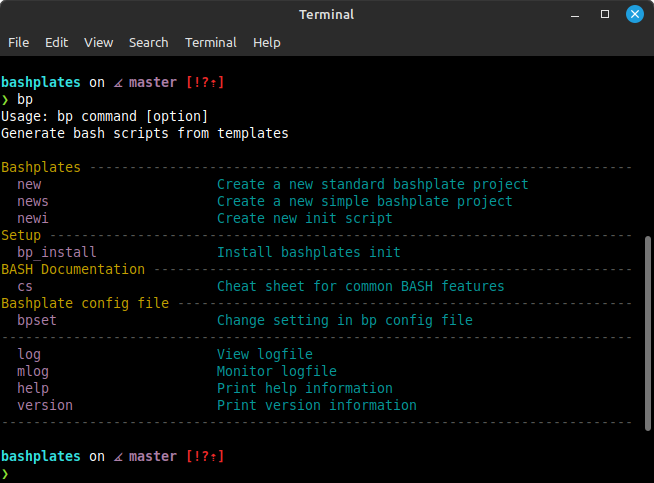 Terminal
File Edit View Search Terminal Help
bashplates on ∡ master [!?⇡]
❯ bp
Usage: bp command [option]
Generate bash scripts from templates
Bashplates --------------------------------------------------------------------
new Create a new standard bashplate project
news Create a new simple bashplate project
newi Create new init script
Setup -------------------------------------------------------------------------
bp_install Install bashplates init
BASH Documentation ------------------------------------------------------------
cs Cheat sheet for common BASH features
Bashplate config file ---------------------------------------------------------
bpset Change setting in bp config file
-------------------------------------------------------------------------------
log View logfile
mlog Monitor logfile
help Print help information
version Print version information
-------------------------------------------------------------------------------
bashplates on ∡ master [!?⇡]
❯